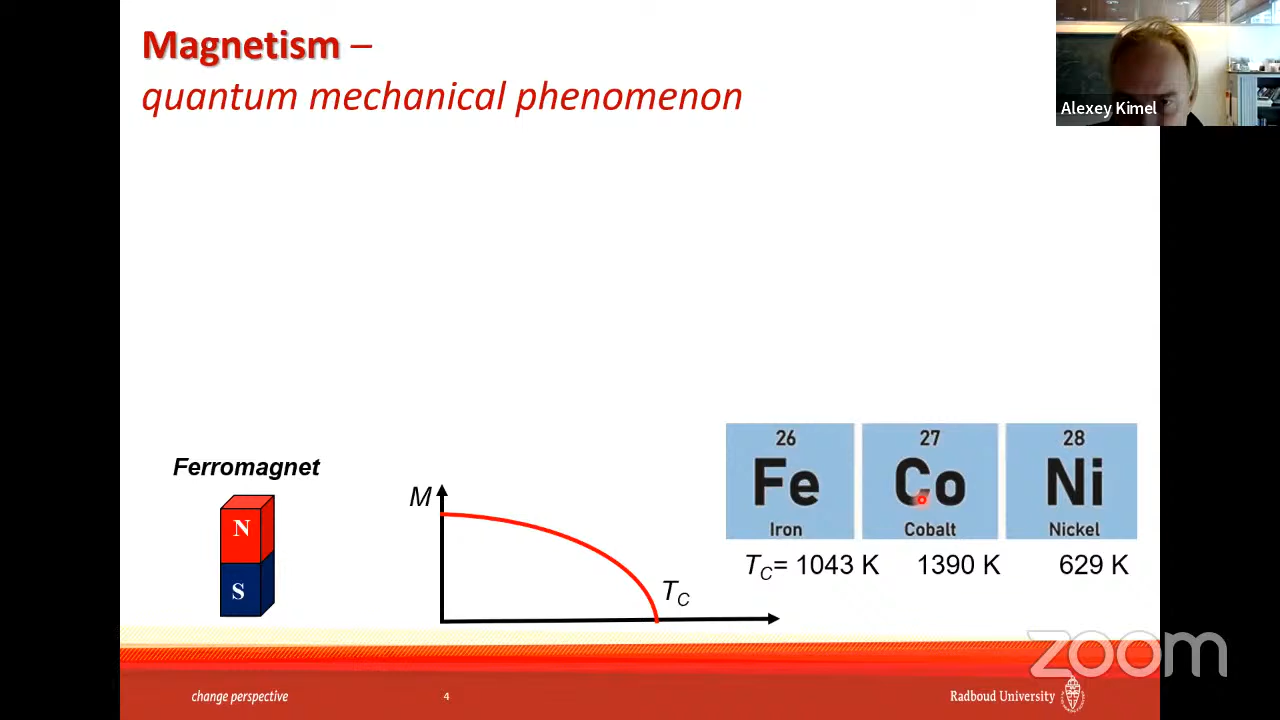 Magnetism –
quantum mechanical phenomenon
Alexey Kimel
Ferromagnet
N
S
M
T_C
26
Fe
Iron
27
Co
Cobalt
28
Ni
Nickel
T_C= 1043 K 1390 K 629 K
zoom
change perspective
4
Radboud University